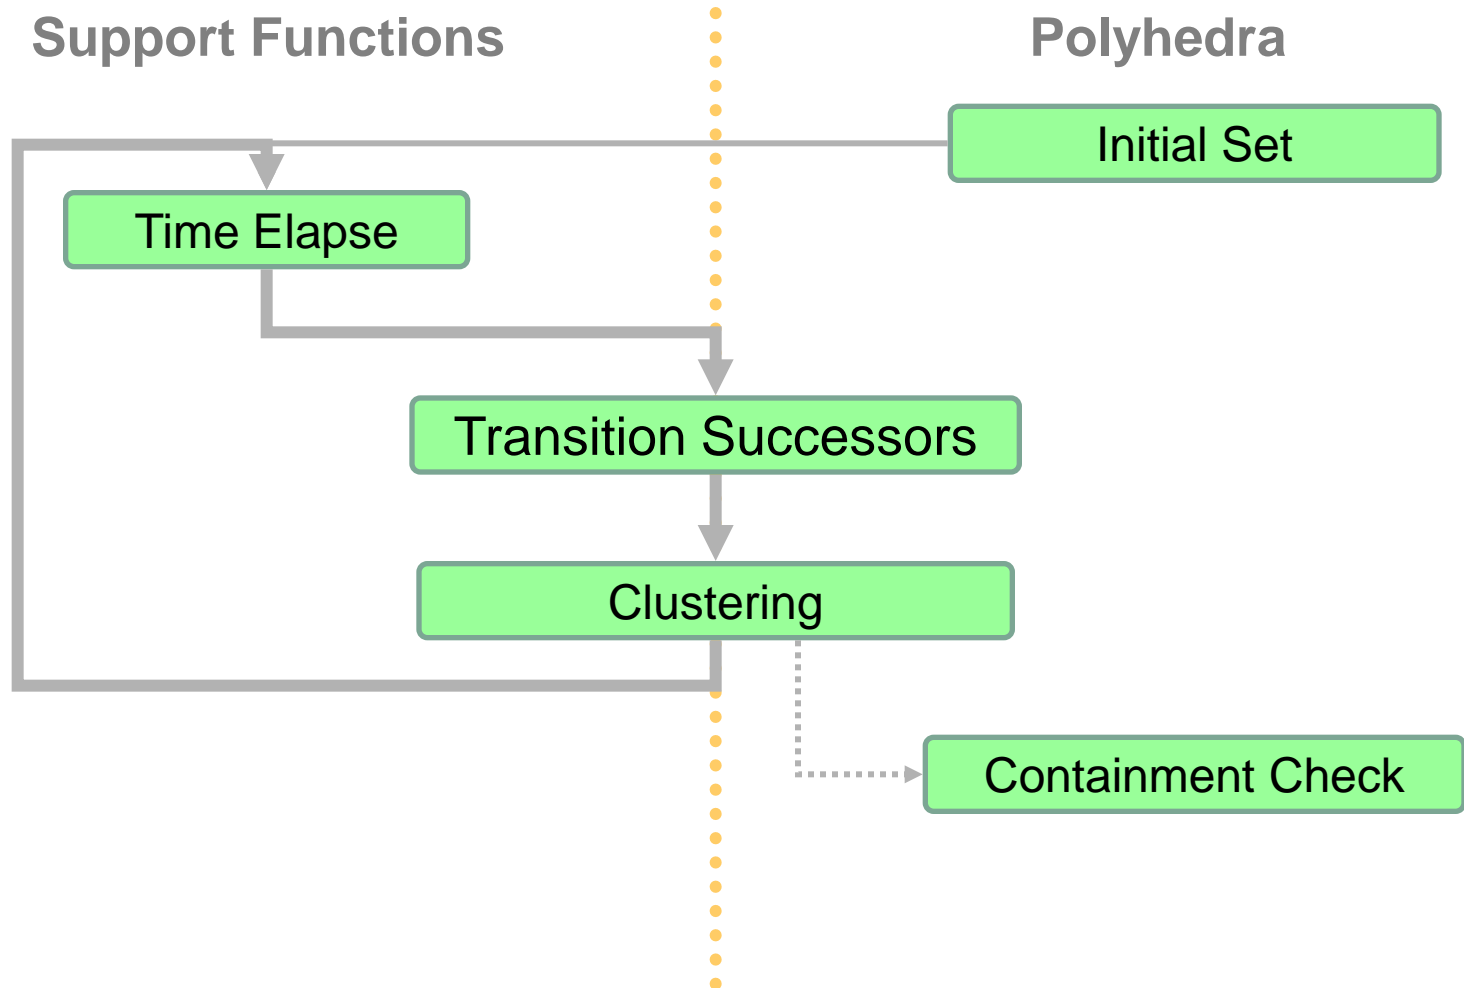 Support Functions
Polyhedra
Initial Set
Time Elapse
Transition Successors
Clustering
Containment Check